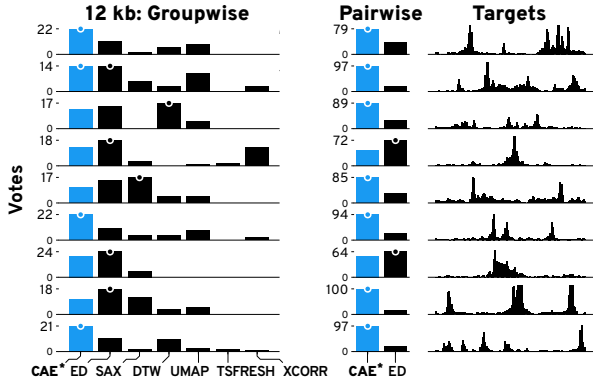 12 kb: Groupwise Pairwise Targets
22 0 79 0
14 0 97 0
17 0 89 0
18 0 72 0
17 0 85 0
22 0 94 0
24 0 64 0
18 0 100 0
21 0 97 0
Votes
CAE* ED SAX DTW UMAP TSFRESH XCORR CAE* ED